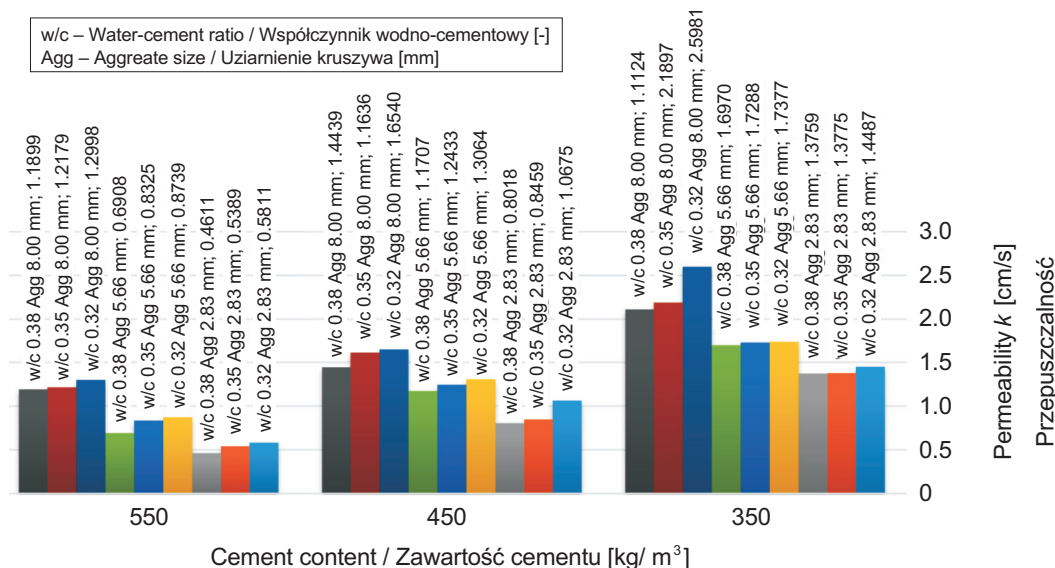 w/c – Water-cement ratio / Współczynnik wodno-cementowy [-]
Agg – Aggreate size / Uziarnienie kruszywa [mm]
w/c 0.38 Agg 8.00 mm; 1.1899
w/c 0.35 Agg 8.00 mm; 1.2179
w/c 0.32 Agg 8.00 mm; 1.2998
w/c 0.38 Agg 5.66 mm; 0.6908
w/c 0.35 Agg 5.66 mm; 0.8325
w/c 0.32 Agg 5.66 mm; 0.8739
w/c 0.38 Agg 2.83 mm; 0.4611
w/c 0.35 Agg 2.83 mm; 0.5389
w/c 0.32 Agg 2.83 mm; 0.5811
w/c 0.38 Agg 8.00 mm; 1.4439
w/c 0.35 Agg 8.00 mm; 1.1636
w/c 0.32 Agg 8.00 mm; 1.6540
w/c 0.38 Agg 5.66 mm; 1.1707
w/c 0.35 Agg 5.66 mm; 1.2433
w/c 0.32 Agg 5.66 mm; 1.3064
w/c 0.38 Agg 2.83 mm; 0.8018
w/c 0.35 Agg 2.83 mm; 0.8459
w/c 0.32 Agg 2.83 mm; 1.0675
w/c 0.38 Agg 8.00 mm; 1.1124
w/c 0.35 Agg 8.00 mm; 2.1897
w/c 0.32 Agg 8.00 mm; 2.5981
w/c 0.38 Agg 5.66 mm; 1.6970
w/c 0.35 Agg 5.66 mm; 1.7288
w/c 0.32 Agg 5.66 mm; 1.7377
w/c 0.38 Agg 2.83 mm; 1.3759
w/c 0.35 Agg 2.83 mm; 1.3775
w/c 0.32 Agg 2.83 mm; 1.4487
3.0
2.5
2.0
1.5
1.0
0.5
0
Permeability k [cm/s]
Przepuszczalność
550
450
350
Cement content / Zawartość cementu [kg/ m³]